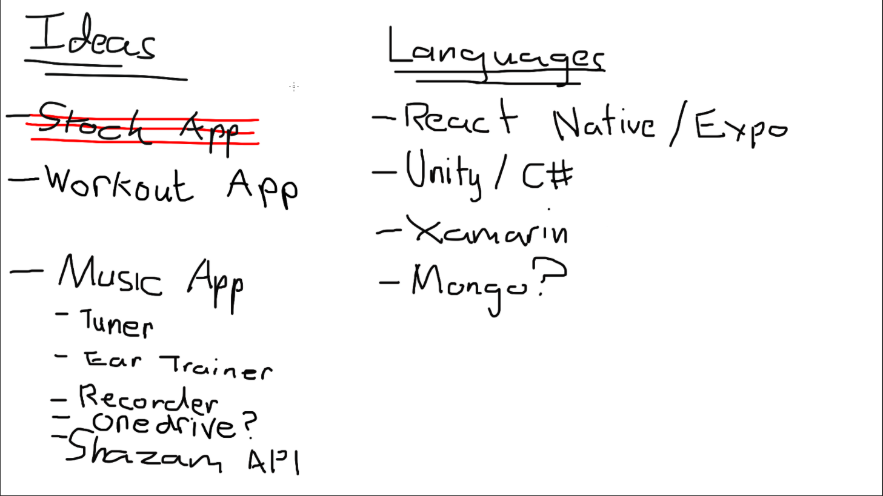 Ideas
- Stock App
- Workout App
- Music App
- Tuner
- Ear Trainer
- Recorder
- onedrive?
- Shazam API
Languages
- React Native / Expo
- Unity / C#
- Xamarin
- Mongo?